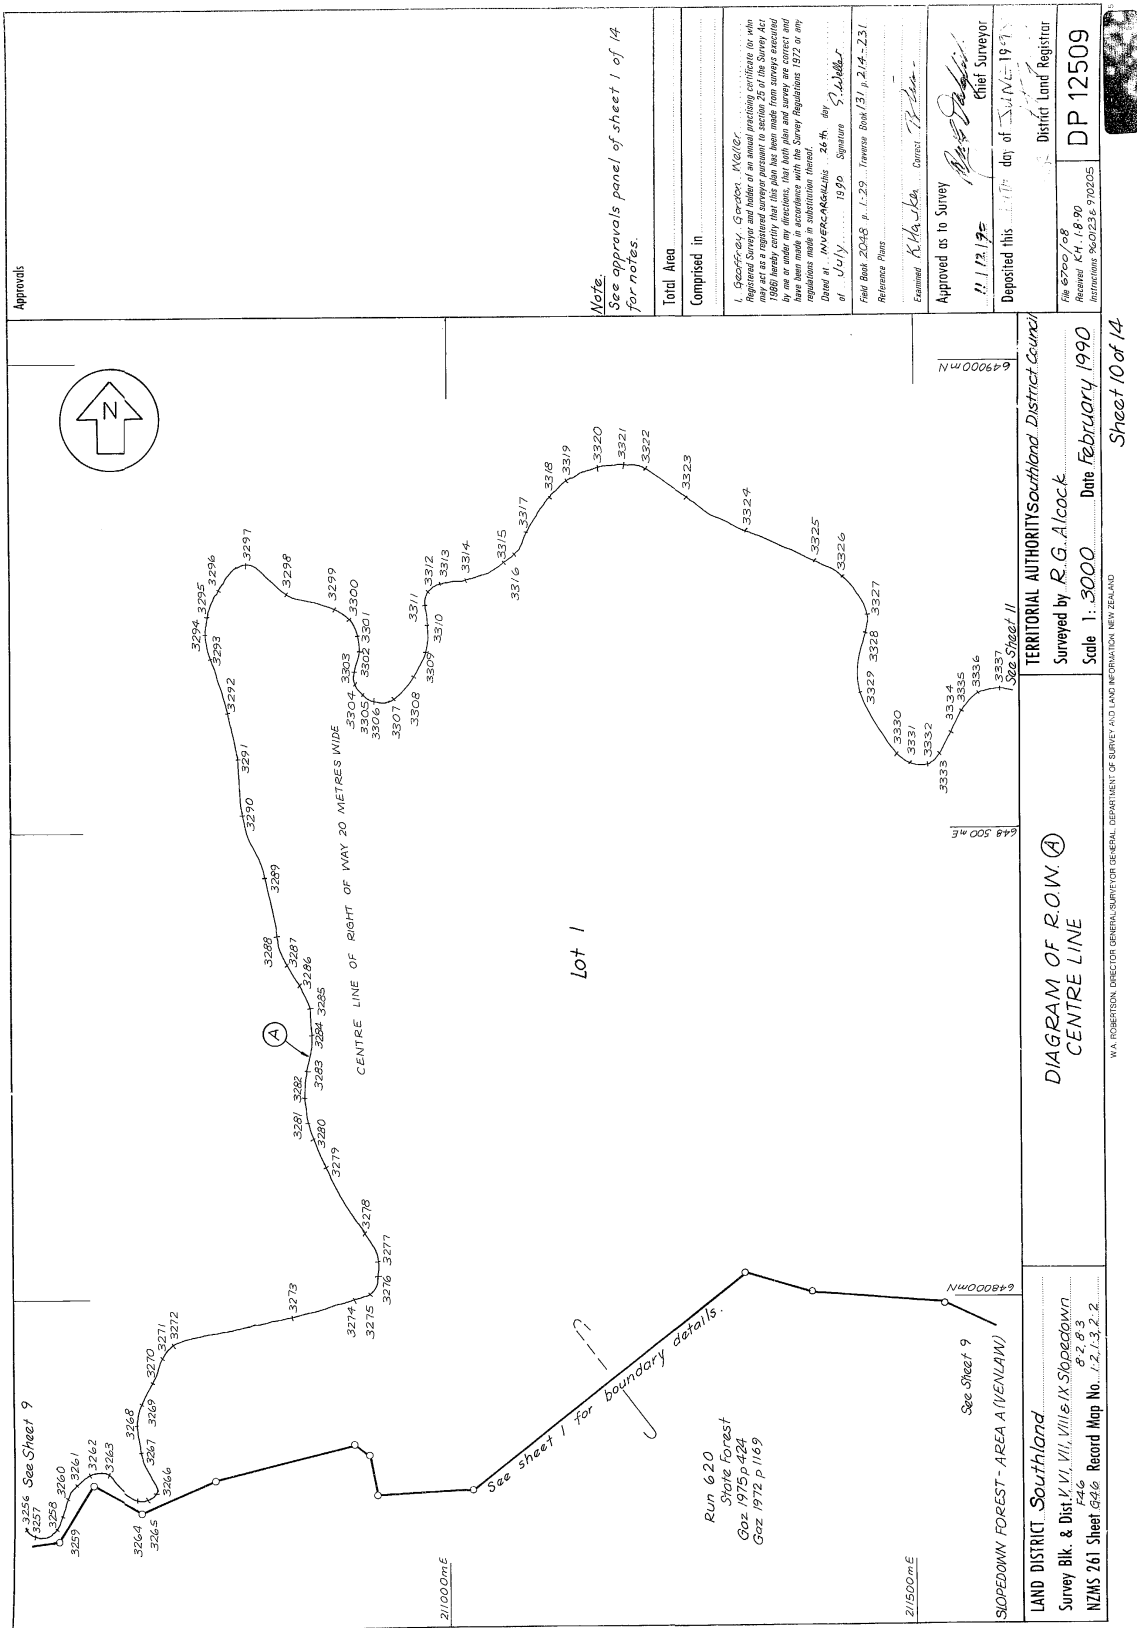 Approvals
Note.
See approvals panel of sheet 1 of 14
for notes.
Total Area
Comprised in
I, Geoffrey Gordon Weller
Registered Surveyor and holder of an annual practising certificate (or who
may act as a registered surveyor pursuant to section 25 of the Survey Act
1986) hereby certify that this plan has been made from surveys executed
by me or under my directions, that both plan and survey are correct and
have been made in accordance with the Survey Regulations 1972 or any
regulations made in substitution thereof.
Dated at INVERCARGILL this 26th day
of July 1990 Signature G. Weller
Field Book 2048 p. 1-29 Traverse Book 131 p. 214-231
Reference Plans
Examined Correct
Approved as to Survey
11/12/90 Chief Surveyor
Deposited this day of JUNE 199
District Land Registrar
File 6700/08
Received KH. 1-8-90
Instructions 960123 & 970205
DP 12509
N
See Sheet 9
3256
3257
3258
3259
3260
3261
3262
3263
3264
3265
3266
3267
3268
3269
3270
3271
3272
3273
3274
3275
3276
3277
3278
3279
3280
3281
3282
3283
3284
3285
3286
3287
3288
3289
3290
3291
3292
3293
3294
3295
3296
3297
3298
3299
3300
3301
3302
3303
3304
3305
3306
3307
3308
3309
3310
3311
3312
3313
3314
3315
3316
3317
3318
3319
3320
3321
3322
3323
3324
3325
3326
3327
3328
3329
3330
3331
3332
3333
3334
3335
3336
3337
See Sheet 11
A
CENTRE LINE OF RIGHT OF WAY 20 METRES WIDE
Lot 1
See sheet 1 for boundary details.
Run 620
State Forest
Gaz 1975 p 424
Gaz 1972 p 1169
See Sheet 9
SLOPEDOWN FOREST - AREA A (VENLAW)
211000mE
211500mE
648000mN
648 500 mE
649000mN
LAND DISTRICT Southland
Survey Blk. & Dist. V, VI, VII, VIII & IX Slopedown
NZMS 261 Sheet F46 G46 Record Map No. 8·2, 8·3 1·2, 1·3, 2·2
DIAGRAM OF R.O.W. A
CENTRE LINE
TERRITORIAL AUTHORITY Southland District Council
Surveyed by R.G. Alcock
Scale 1: 3000 Date February 1990
W.A. ROBERTSON, DIRECTOR GENERAL/SURVEYOR GENERAL, DEPARTMENT OF SURVEY AND LAND INFORMATION, NEW ZEALAND
Sheet 10 of 14